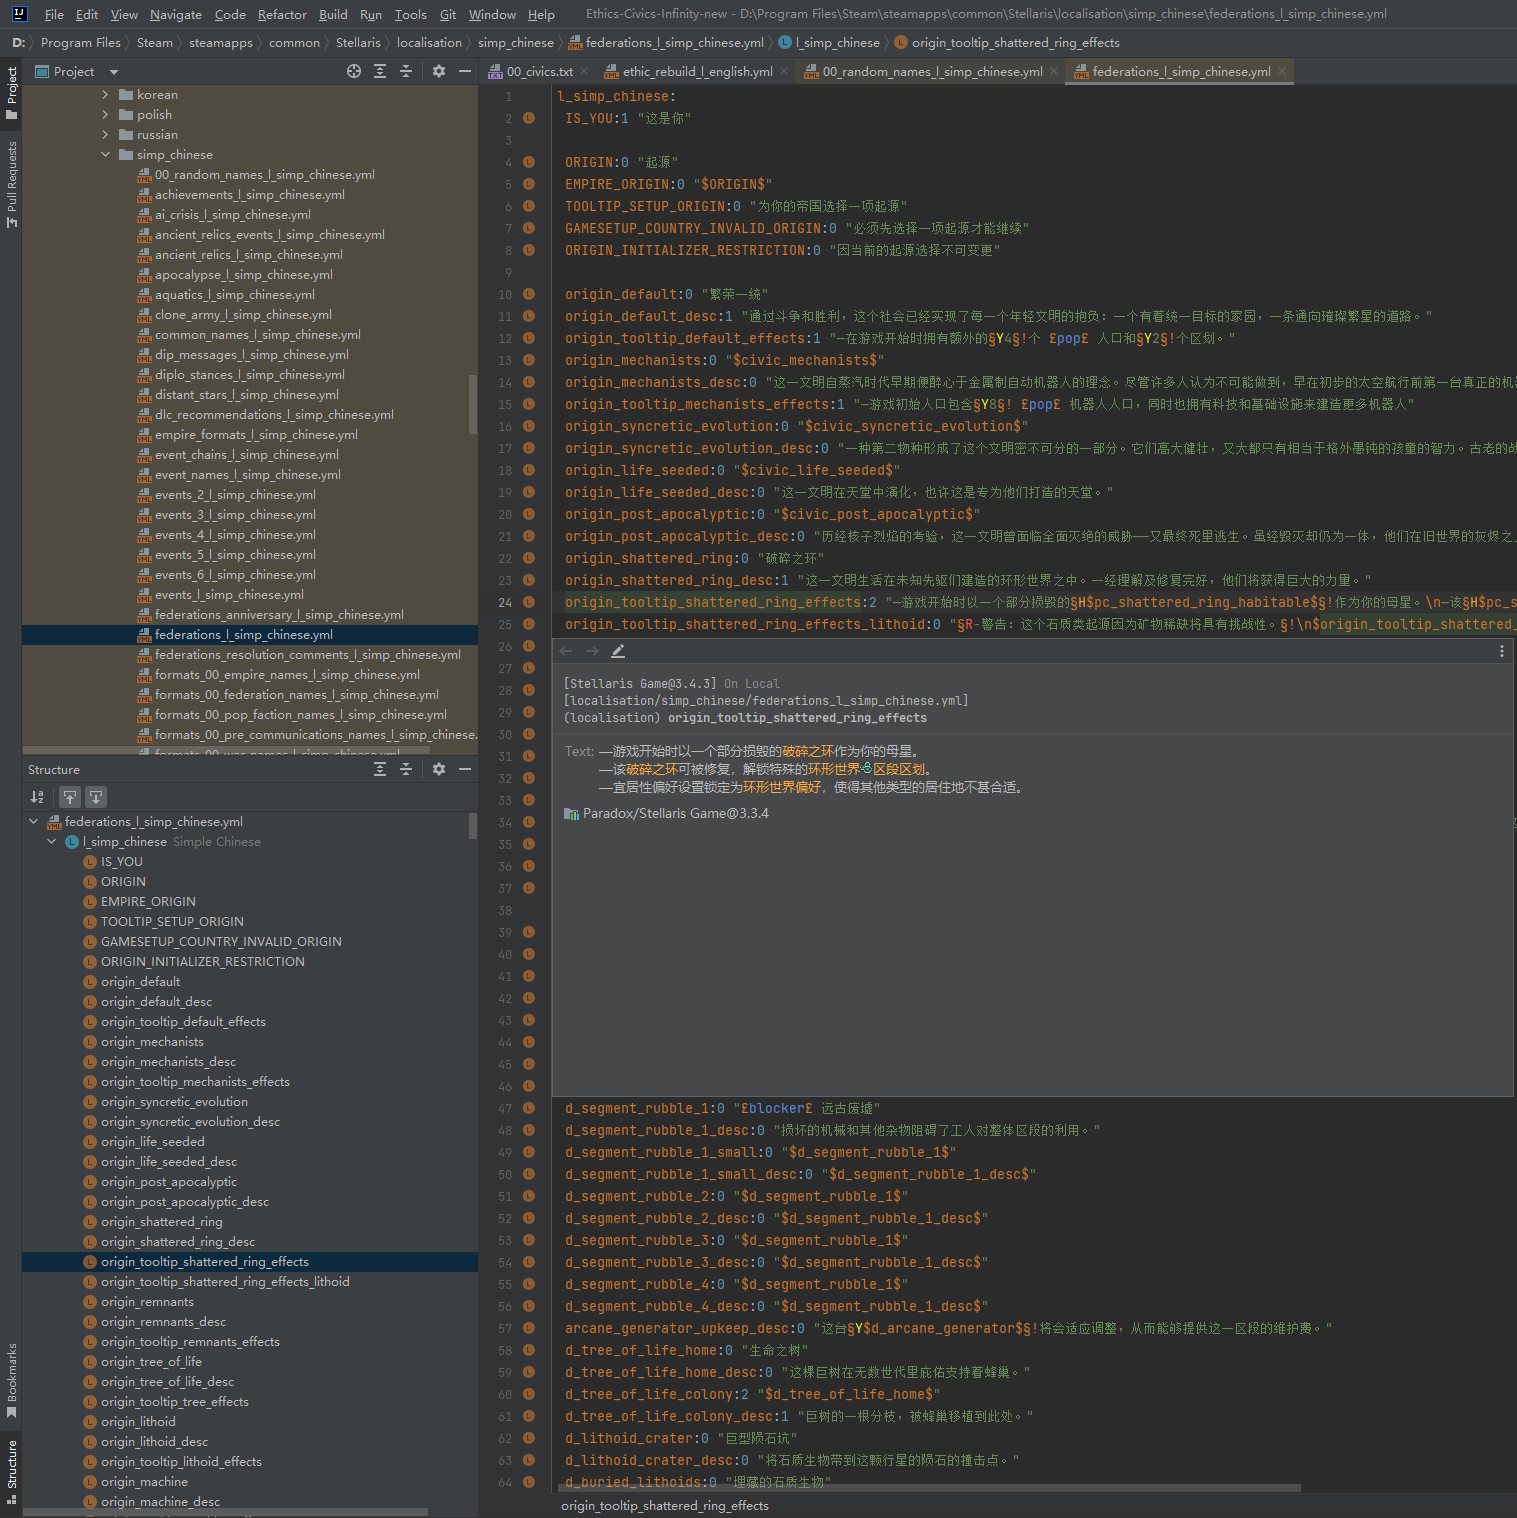 File Edit View Navigate Code Refactor Build Run Tools Git Window Help Ethics-Civics-Infinity-new - D:\Program Files\Steam\steamapps\common\Stellaris\localisation\simp_chinese\federations_l_simp_chinese.yml
D: Program Files Steam steamapps common Stellaris localisation simp_chinese federations_l_simp_chinese.yml l_simp_chinese origin_tooltip_shattered_ring_effects
Project
00_civics.txt ethic_rebuild_l_english.yml 00_random_names_l_simp_chinese.yml federations_l_simp_chinese.yml
Project
Pull Requests
Bookmarks
Structure
korean
polish
russian
simp_chinese
00_random_names_l_simp_chinese.yml
achievements_l_simp_chinese.yml
ai_crisis_l_simp_chinese.yml
ancient_relics_events_l_simp_chinese.yml
ancient_relics_l_simp_chinese.yml
apocalypse_l_simp_chinese.yml
aquatics_l_simp_chinese.yml
clone_army_l_simp_chinese.yml
common_names_l_simp_chinese.yml
dip_messages_l_simp_chinese.yml
diplo_stances_l_simp_chinese.yml
distant_stars_l_simp_chinese.yml
dlc_recommendations_l_simp_chinese.yml
empire_formats_l_simp_chinese.yml
event_chains_l_simp_chinese.yml
event_names_l_simp_chinese.yml
events_2_l_simp_chinese.yml
events_3_l_simp_chinese.yml
events_4_l_simp_chinese.yml
events_5_l_simp_chinese.yml
events_6_l_simp_chinese.yml
events_l_simp_chinese.yml
federations_anniversary_l_simp_chinese.yml
federations_l_simp_chinese.yml
federations_resolution_comments_l_simp_chinese.yml
formats_00_empire_names_l_simp_chinese.yml
formats_00_federation_names_l_simp_chinese.yml
formats_00_pop_faction_names_l_simp_chinese.yml
formats_00_pre_communications_names_l_simp_chinese.
formats_00_war_names_l_simp_chinese.yml
Structure
federations_l_simp_chinese.yml
l_simp_chinese Simple Chinese
IS_YOU
ORIGIN
EMPIRE_ORIGIN
TOOLTIP_SETUP_ORIGIN
GAMESETUP_COUNTRY_INVALID_ORIGIN
ORIGIN_INITIALIZER_RESTRICTION
origin_default
origin_default_desc
origin_tooltip_default_effects
origin_mechanists
origin_mechanists_desc
origin_tooltip_mechanists_effects
origin_syncretic_evolution
origin_syncretic_evolution_desc
origin_life_seeded
origin_life_seeded_desc
origin_post_apocalyptic
origin_post_apocalyptic_desc
origin_shattered_ring
origin_shattered_ring_desc
origin_tooltip_shattered_ring_effects
origin_tooltip_shattered_ring_effects_lithoid
origin_remnants
origin_remnants_desc
origin_tooltip_remnants_effects
origin_tree_of_life
origin_tree_of_life_desc
origin_tooltip_tree_effects
origin_lithoid
origin_lithoid_desc
origin_tooltip_lithoid_effects
origin_machine
origin_machine_desc
1 l_simp_chinese:
2 IS_YOU:1 "这是你"
3
4 ORIGIN:0 "起源"
5 EMPIRE_ORIGIN:0 "$ORIGIN$"
6 TOOLTIP_SETUP_ORIGIN:0 "为你的帝国选择一项起源"
7 GAMESETUP_COUNTRY_INVALID_ORIGIN:0 "必须先选择一项起源才能继续"
8 ORIGIN_INITIALIZER_RESTRICTION:0 "因当前的起源选择不可变更"
9
10 origin_default:0 "繁荣一统"
11 origin_default_desc:1 "通过斗争和胜利，这个社会已经实现了每一个年轻文明的抱负：一个有着统一目标的家园，一条通向璀璨繁星的道路。"
12 origin_tooltip_default_effects:1 "—在游戏开始时拥有额外的§Y4§!个 £pop£ 人口和§Y2§!个区划。"
13 origin_mechanists:0 "$civic_mechanists$"
14 origin_mechanists_desc:0 "这一文明自蒸汽时代早期便醉心于金属制自动机器人的理念。尽管许多人认为不可能做到，早在初步的太空航行前第一台真正的机
15 origin_tooltip_mechanists_effects:1 "—游戏初始人口包含§Y8§! £pop£ 机器人人口，同时也拥有科技和基础设施来建造更多机器人"
16 origin_syncretic_evolution:0 "$civic_syncretic_evolution$"
17 origin_syncretic_evolution_desc:0 "一种第二物种形成了这个文明密不可分的一部分。它们高大健壮，又大都只有相当于格外愚钝的孩童的智力。古老的战
18 origin_life_seeded:0 "$civic_life_seeded$"
19 origin_life_seeded_desc:0 "这一文明在天堂中演化，也许这是专为他们打造的天堂。"
20 origin_post_apocalyptic:0 "$civic_post_apocalyptic$"
21 origin_post_apocalyptic_desc:0 "历经核子烈焰的考验，这一文明曾面临全面灭绝的威胁——又最终死里逃生。虽经毁灭却仍为一体，他们在旧世界的灰烬之上
22 origin_shattered_ring:0 "破碎之环"
23 origin_shattered_ring_desc:1 "这一文明生活在未知先驱们建造的环形世界之中。一经理解及修复完好，他们将获得巨大的力量。"
24 origin_tooltip_shattered_ring_effects:2 "—游戏开始时以一个部分损毁的§H$pc_shattered_ring_habitable$§!作为你的母星。\n—该§H$pc_s
25 origin_tooltip_shattered_ring_effects_lithoid:0 "§R-警告：这个石质类起源因为矿物稀缺将具有挑战性。§!\n$origin_tooltip_shattered_
26
27
28
29
30
31
32
33
34
35
36
37
38
39
40
41
42
43
44
45
46
[Stellaris Game@3.4.3] On Local
[localisation/simp_chinese/federations_l_simp_chinese.yml]
(localisation) origin_tooltip_shattered_ring_effects
Text: —游戏开始时以一个部分损毁的破碎之环作为你的母星。
—该破碎之环可被修复，解锁特殊的环形世界区段区划。
—宜居性偏好设置锁定为环形世界偏好，使得其他类型的居住地不甚合适。
Paradox/Stellaris Game@3.3.4
47 d_segment_rubble_1:0 "£blocker£ 远古废墟"
48 d_segment_rubble_1_desc:0 "损坏的机械和其他杂物阻碍了工人对整体区段的利用。"
49 d_segment_rubble_1_small:0 "$d_segment_rubble_1$"
50 d_segment_rubble_1_small_desc:0 "$d_segment_rubble_1_desc$"
51 d_segment_rubble_2:0 "$d_segment_rubble_1$"
52 d_segment_rubble_2_desc:0 "$d_segment_rubble_1_desc$"
53 d_segment_rubble_3:0 "$d_segment_rubble_1$"
54 d_segment_rubble_3_desc:0 "$d_segment_rubble_1_desc$"
55 d_segment_rubble_4:0 "$d_segment_rubble_1$"
56 d_segment_rubble_4_desc:0 "$d_segment_rubble_1_desc$"
57 arcane_generator_upkeep_desc:0 "这台§Y$d_arcane_generator$§!将会适应调整，从而能够提供这一区段的维护费。"
58 d_tree_of_life_home:0 "生命之树"
59 d_tree_of_life_home_desc:0 "这棵巨树在无数世代里庇佑支持着蜂巢。"
60 d_tree_of_life_colony:2 "$d_tree_of_life_home$"
61 d_tree_of_life_colony_desc:1 "巨树的一根分枝，被蜂巢移植到此处。"
62 d_lithoid_crater:0 "巨型陨石坑"
63 d_lithoid_crater_desc:0 "将石质生物带到这颗行星的陨石的撞击点。"
64 d_buried_lithoids:0 "埋藏的石质生物"
origin_tooltip_shattered_ring_effects